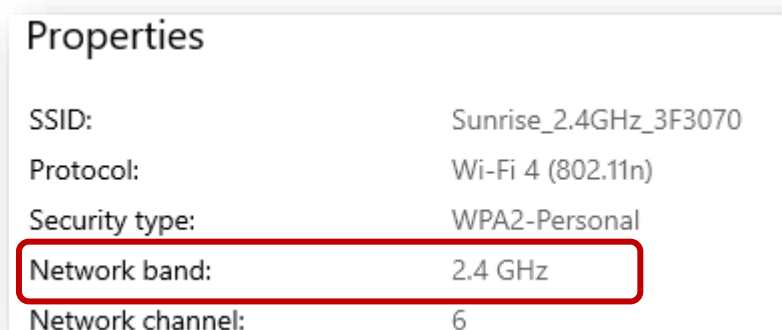 Properties
SSID: Sunrise_2.4GHz_3F3070
Protocol: Wi-Fi 4 (802.11n)
Security type: WPA2-Personal
Network band: 2.4 GHz
Network channel: 6